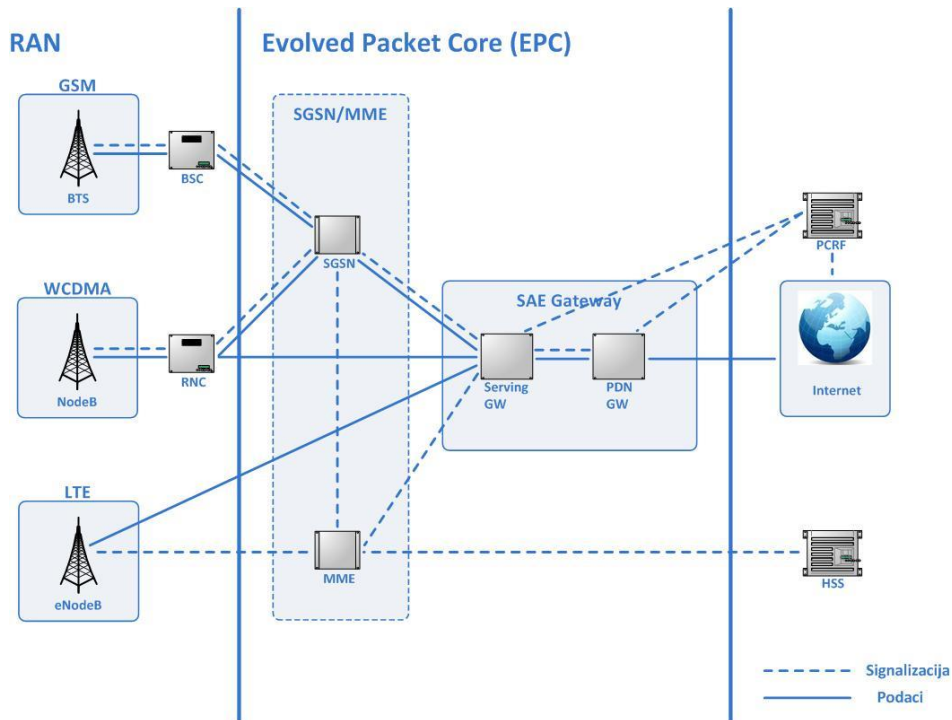 RAN
Evolved Packet Core (EPC)
GSM
BTS
BSC
SGSN/MME
SGSN
PCRF
WCDMA
NodeB
RNC
SAE Gateway
Serving
GW
PDN
GW
Internet
LTE
eNodeB
MME
HSS
Signalizacija
Podaci